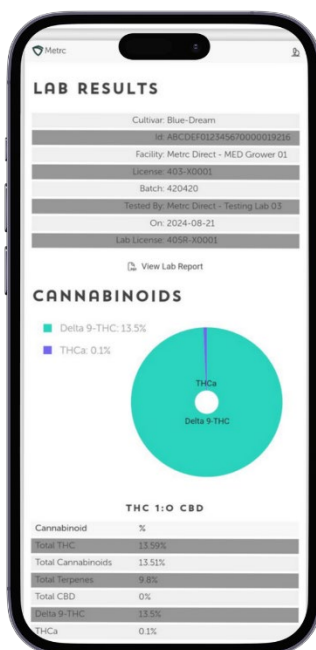 Metrc
LAB RESULTS
Cultivar: Blue-Dream
Id: ABCDEF012345670000019216
Facility: Metrc Direct - MED Grower 01
License: 403-X0001
Batch: 420420
Tested By: Metrc Direct - Testing Lab 03
On: 2024-08-21
Lab License: 405R-X0001
View Lab Report
CANNABINOIDS
Delta 9-THC: 13.5%
THCa: 0.1%
THCa
Delta 9-THC
THC 1:0 CBD
Cannabinoid %
Total THC 13.59%
Total Cannabinoids 13.51%
Total Terpenes 9.8%
Total CBD 0%
Delta 9-THC 13.5%
THCa 0.1%